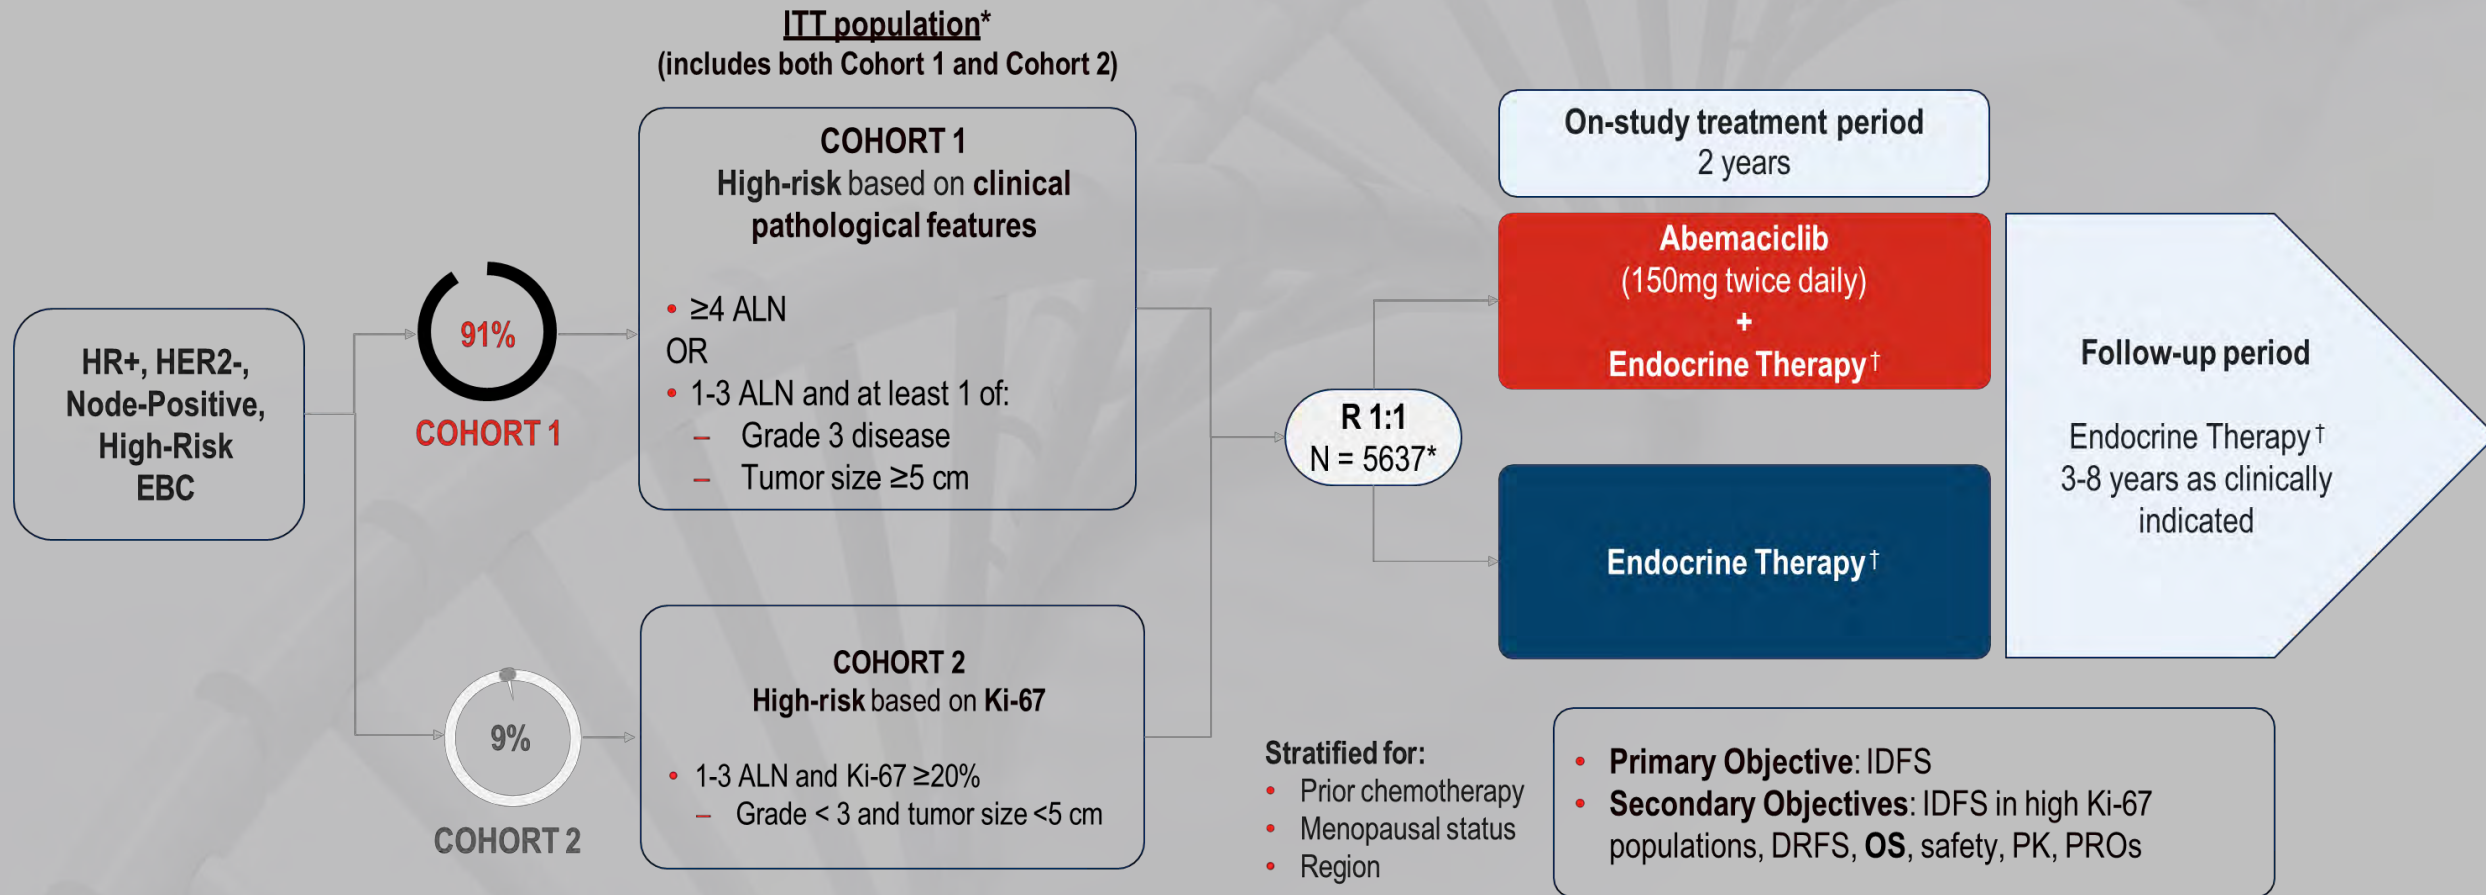 ITT population*
(includes both Cohort 1 and Cohort 2)
HR+, HER2-,
Node-Positive,
High-Risk
EBC
91%
COHORT 1
9%
COHORT 2
COHORT 1
High-risk based on clinical
pathological features
• ≥4 ALN
OR
• 1-3 ALN and at least 1 of:
– Grade 3 disease
– Tumor size ≥5 cm
COHORT 2
High-risk based on Ki-67
• 1-3 ALN and Ki-67 ≥20%
– Grade < 3 and tumor size <5 cm
R 1:1
N = 5637*
On-study treatment period
2 years
Abemaciclib
(150mg twice daily)
+
Endocrine Therapy†
Endocrine Therapy†
Follow-up period
Endocrine Therapy†
3-8 years as clinically
indicated
Stratified for:
• Prior chemotherapy
• Menopausal status
• Region
• Primary Objective: IDFS
• Secondary Objectives: IDFS in high Ki-67
populations, DRFS, OS, safety, PK, PROs